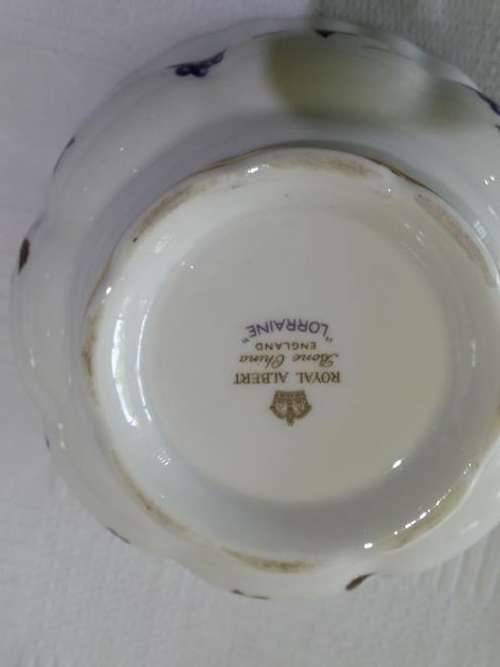 ROYAL ALBERT
Bone China
ENGLAND
"LORRAINE"